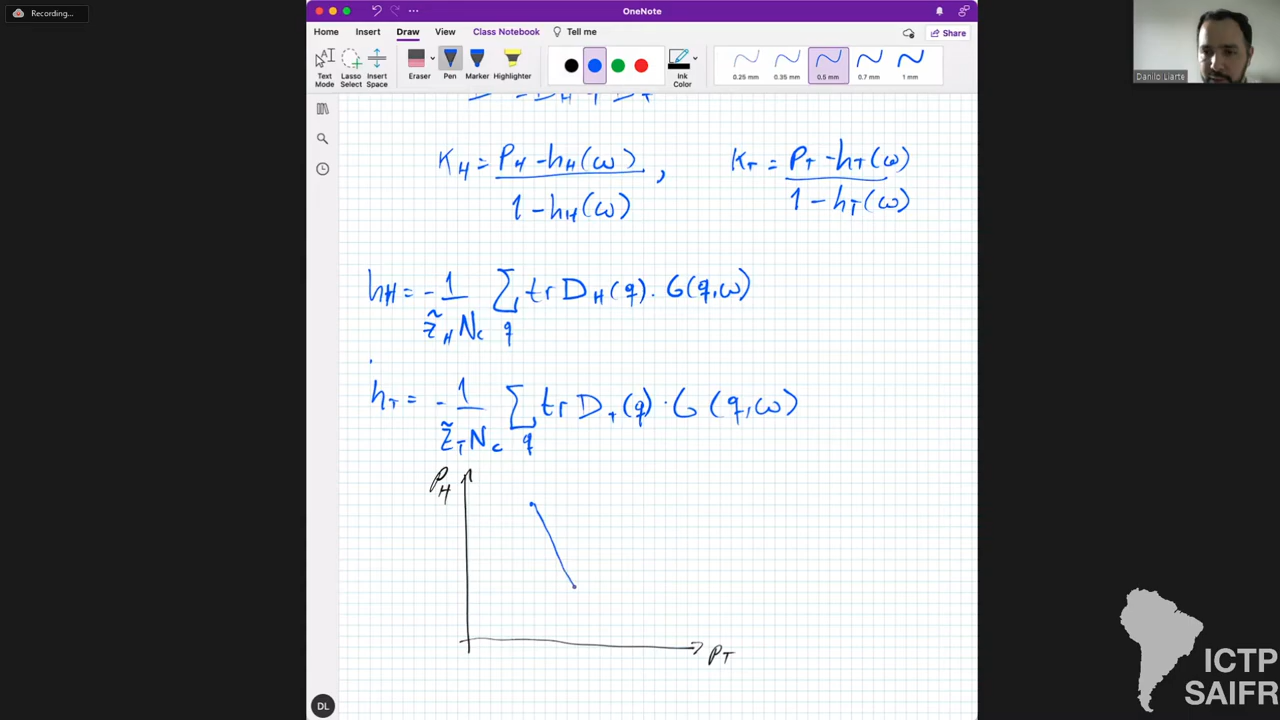 Recording...
OneNote
Home Insert Draw View Class Notebook Tell me
Share
Text Mode
Lasso Select
Insert Space
Eraser
Pen
Marker
Highlighter
Ink Color
0.25 mm
0.35 mm
0.5 mm
0.7 mm
1 mm
Danilo Liarte
K_H = (P_H - h_H(ω)) / (1 - h_H(ω)) , K_T = (P_T - h_T(ω)) / (1 - h_T(ω))
h_H = - 1/(z̃_H N_c) ∑_q tr D_H(q) · G(q,ω)
h_T = - 1/(z̃_T N_c) ∑_q tr D_T(q) · G(q,ω)
P_H
P_T
DL
ICTP
SAIFR